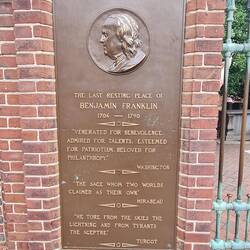 THE LAST RESTING PLACE OF
BENJAMIN FRANKLIN
1706 – 1790
"VENERATED FOR BENEVOLENCE,
ADMIRED FOR TALENTS, ESTEEMED
FOR PATRIOTISM, BELOVED FOR
PHILANTHROPY."
WASHINGTON
"THE SAGE WHOM TWO WORLDS
CLAIMED AS THEIR OWN"
MIRABEAU
"HE TORE FROM THE SKIES THE
LIGHTNING AND FROM TYRANTS
THE SCEPTRE"
TURGOT